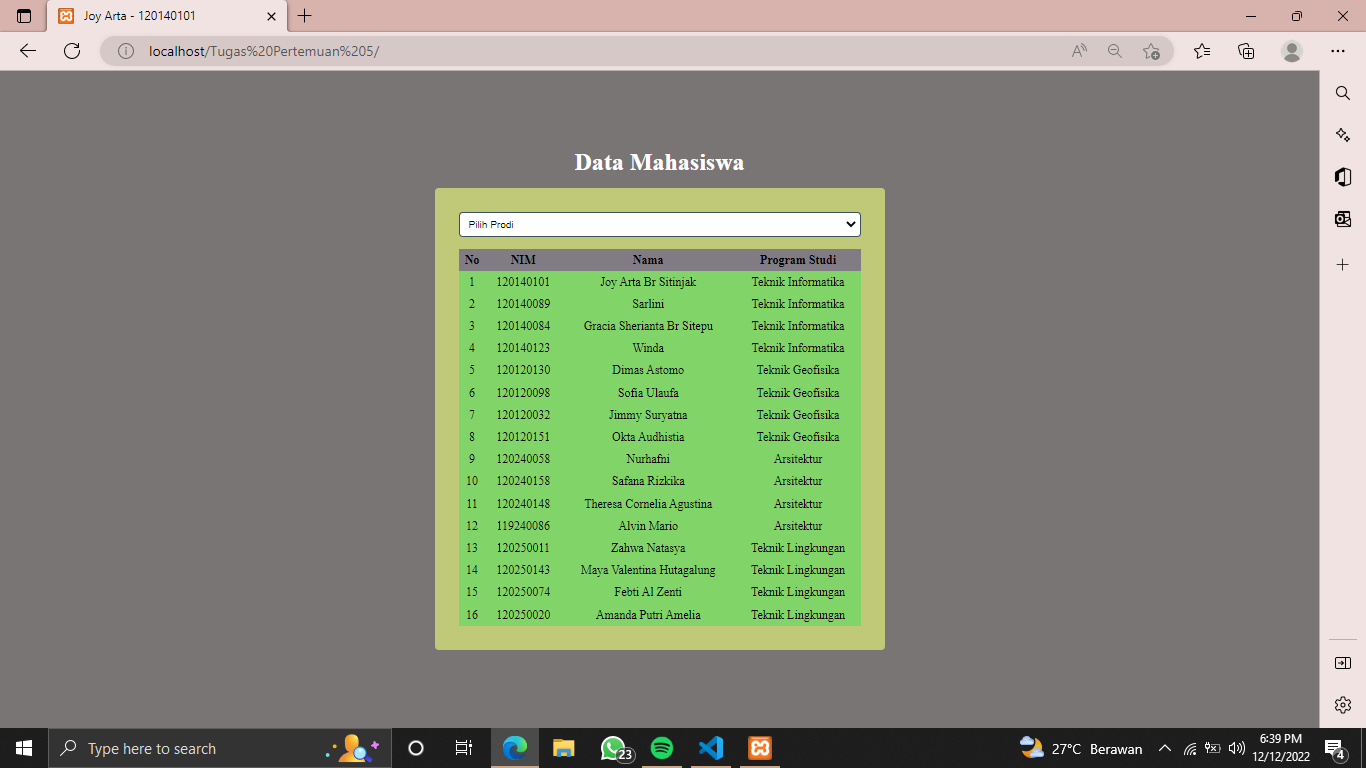 Joy Arta - 120140101
localhost/Tugas%20Pertemuan%205/
Data Mahasiswa
Pilih Prodi
No NIM Nama Program Studi
1 120140101 Joy Arta Br Sitinjak Teknik Informatika
2 120140089 Sarlini Teknik Informatika
3 120140084 Gracia Sherianta Br Sitepu Teknik Informatika
4 120140123 Winda Teknik Informatika
5 120120130 Dimas Astomo Teknik Geofisika
6 120120098 Sofia Ulaufa Teknik Geofisika
7 120120032 Jimmy Suryatna Teknik Geofisika
8 120120151 Okta Audhistia Teknik Geofisika
9 120240058 Nurhafni Arsitektur
10 120240158 Safana Rizkika Arsitektur
11 120240148 Theresa Cornelia Agustina Arsitektur
12 119240086 Alvin Mario Arsitektur
13 120250011 Zahwa Natasya Teknik Lingkungan
14 120250143 Maya Valentina Hutagalung Teknik Lingkungan
15 120250074 Febti Al Zenti Teknik Lingkungan
16 120250020 Amanda Putri Amelia Teknik Lingkungan
Type here to search
23
27°C Berawan
6:39 PM
12/12/2022
4